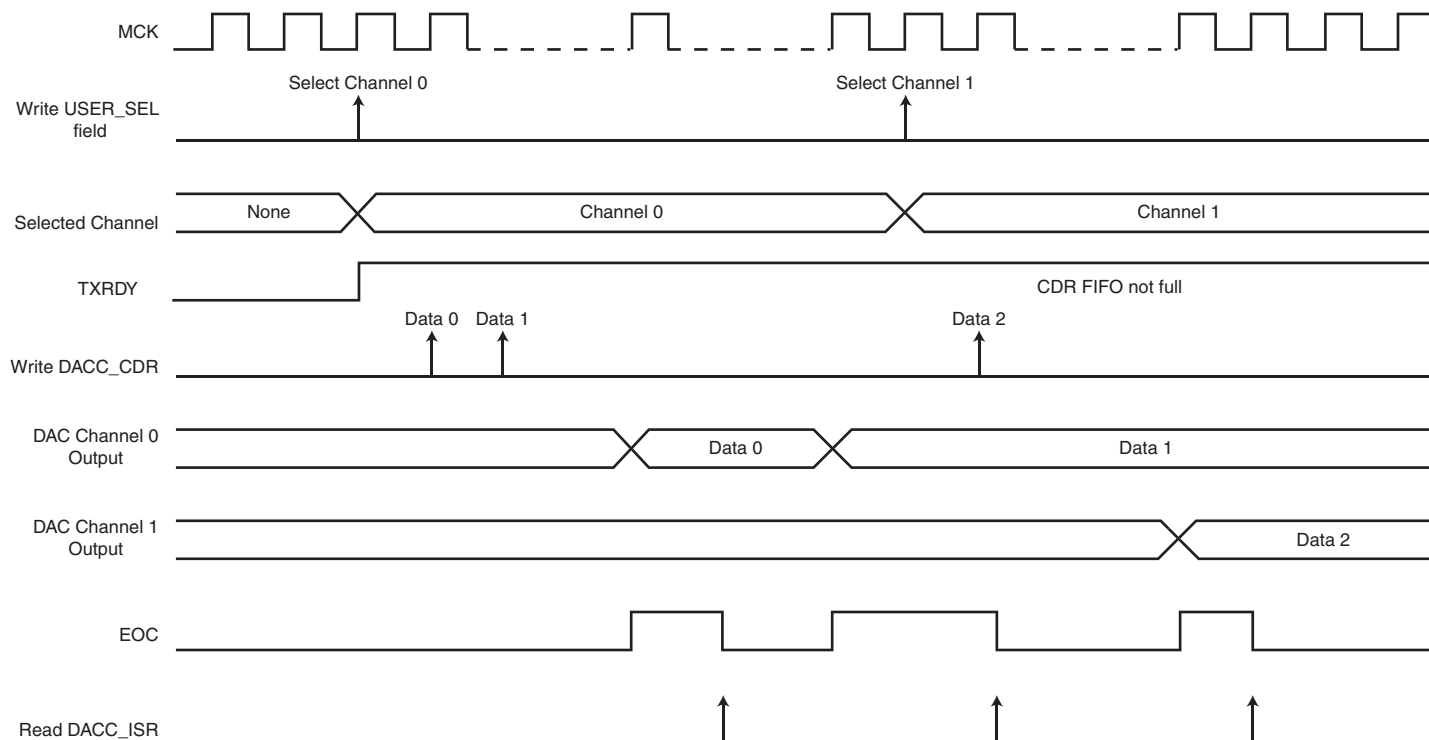 MCK
Select Channel 0
Select Channel 1
Write USER_SEL
field
Selected Channel
None
Channel 0
Channel 1
TXRDY
CDR FIFO not full
Data 0
Data 1
Data 2
Write DACC_CDR
DAC Channel 0
Output
Data 0
Data 1
DAC Channel 1
Output
Data 2
EOC
Read DACC_ISR